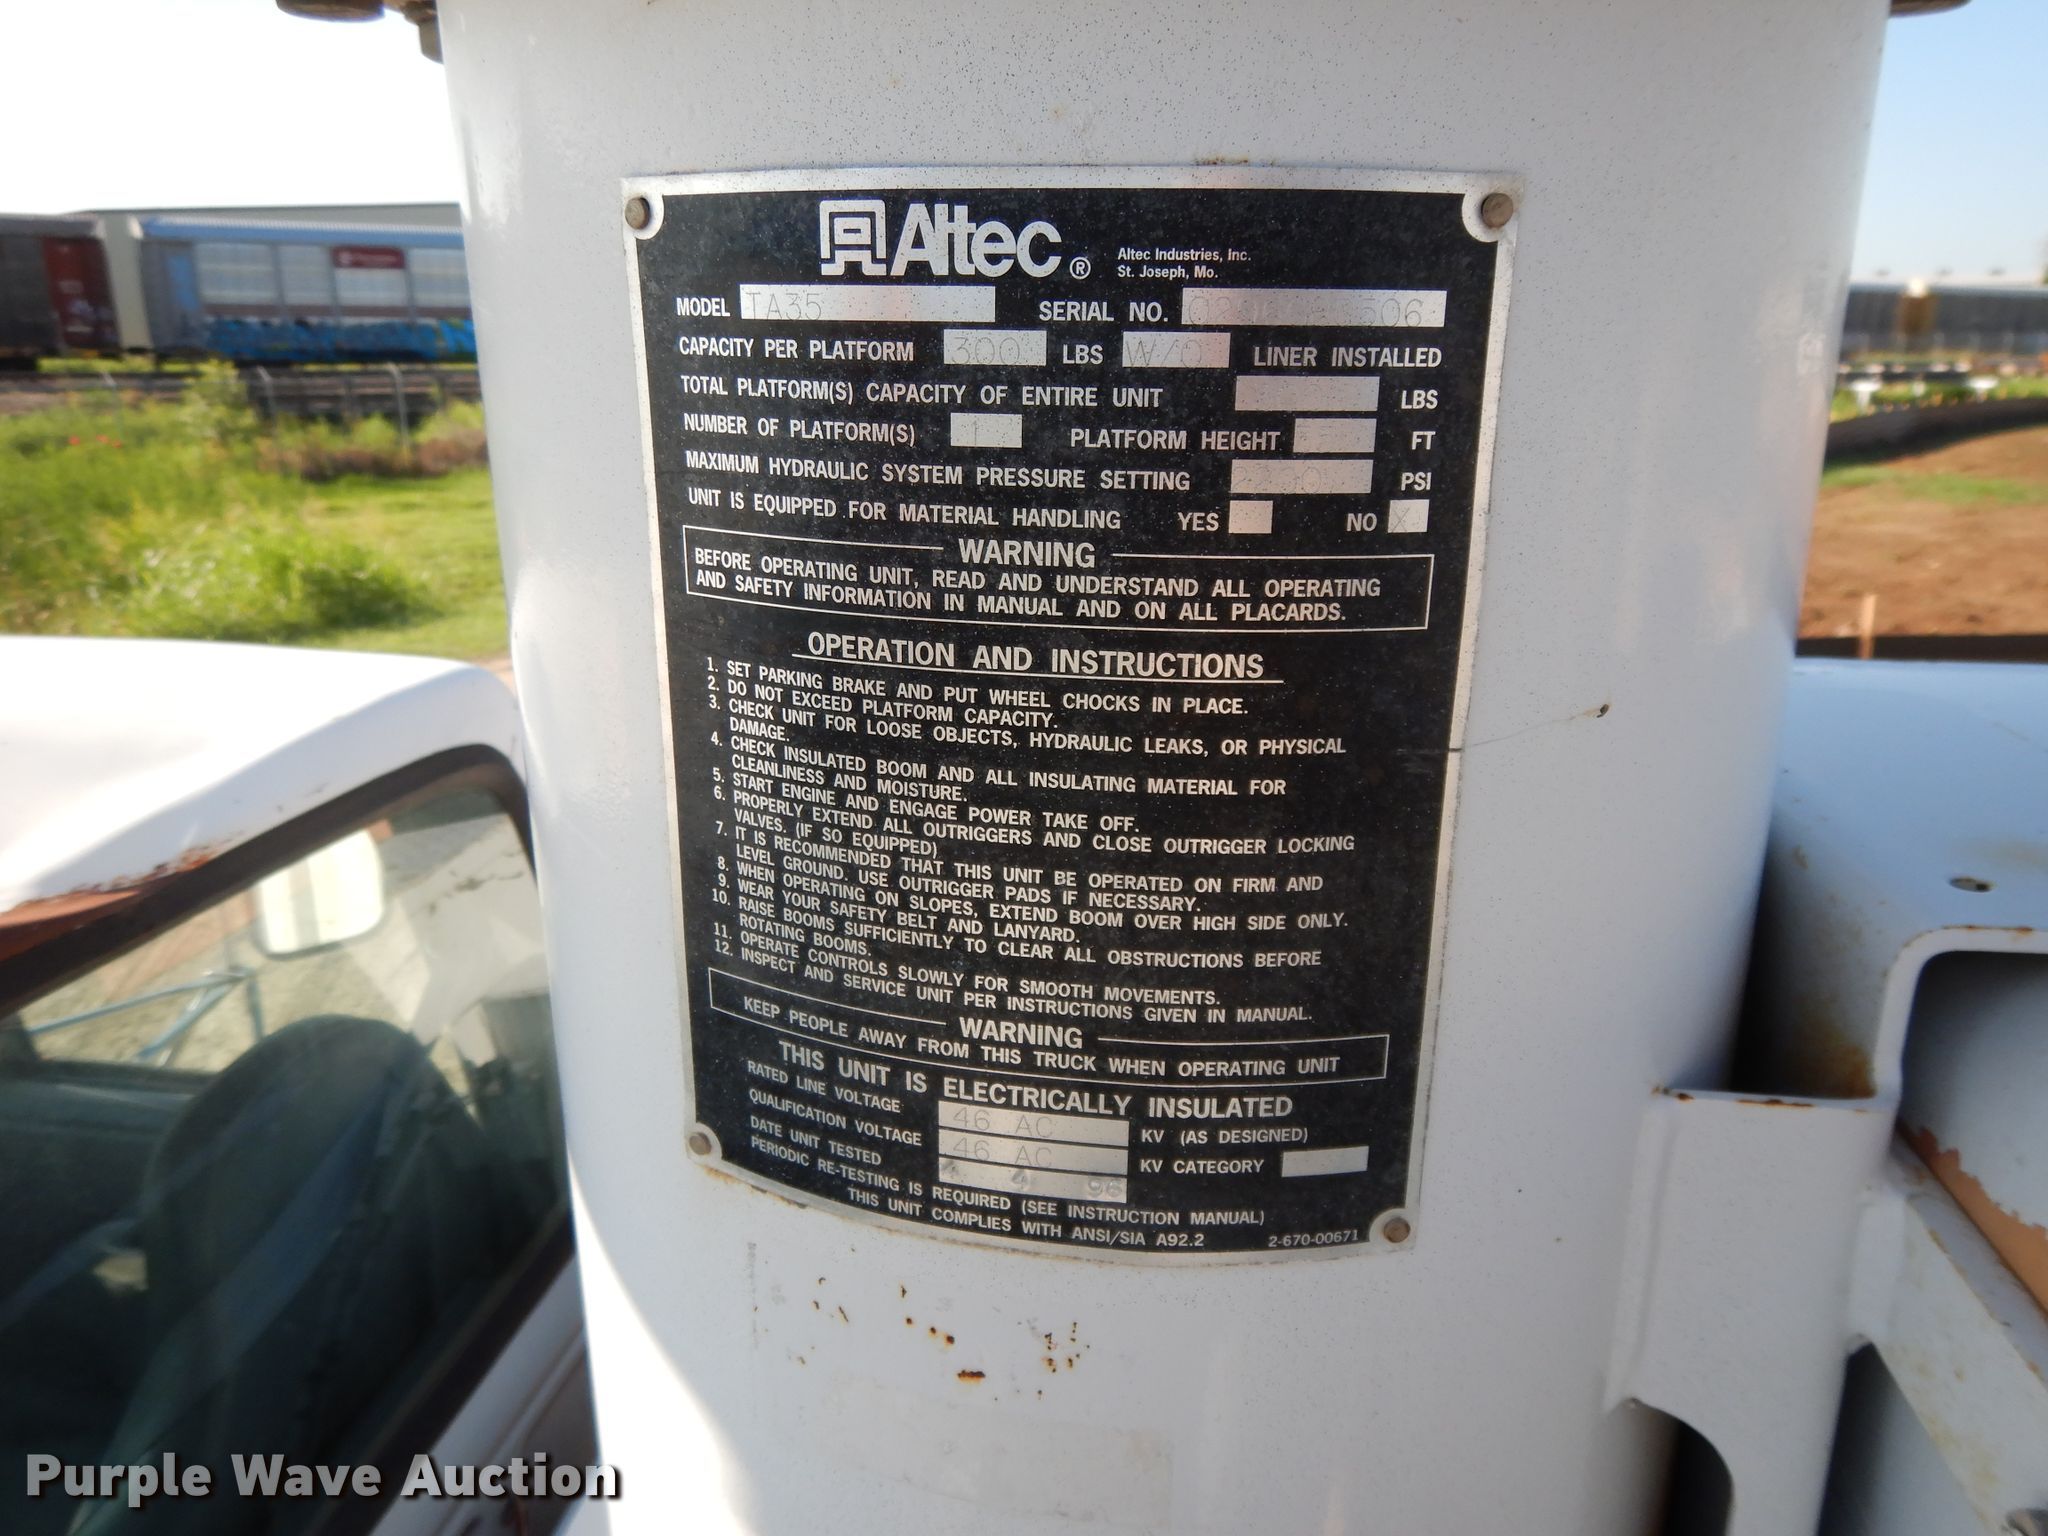 Altec®
Altec Industries, Inc.
St. Joseph, Mo.
MODEL TA35 SERIAL NO.
CAPACITY PER PLATFORM 300 LBS W/O LINER INSTALLED
TOTAL PLATFORM(S) CAPACITY OF ENTIRE UNIT LBS
NUMBER OF PLATFORM(S) 1 PLATFORM HEIGHT FT
MAXIMUM HYDRAULIC SYSTEM PRESSURE SETTING PSI
UNIT IS EQUIPPED FOR MATERIAL HANDLING YES NO X
WARNING
BEFORE OPERATING UNIT, READ AND UNDERSTAND ALL OPERATING
AND SAFETY INFORMATION IN MANUAL AND ON ALL PLACARDS.
OPERATION AND INSTRUCTIONS
1. SET PARKING BRAKE AND PUT WHEEL CHOCKS IN PLACE.
2. DO NOT EXCEED PLATFORM CAPACITY.
3. CHECK UNIT FOR LOOSE OBJECTS, HYDRAULIC LEAKS, OR PHYSICAL
DAMAGE.
4. CHECK INSULATED BOOM AND ALL INSULATING MATERIAL FOR
CLEANLINESS AND MOISTURE.
5. START ENGINE AND ENGAGE POWER TAKE OFF.
6. PROPERLY EXTEND ALL OUTRIGGERS AND CLOSE OUTRIGGER LOCKING
VALVES. (IF SO EQUIPPED)
7. IT IS RECOMMENDED THAT THIS UNIT BE OPERATED ON FIRM AND
LEVEL GROUND. USE OUTRIGGER PADS IF NECESSARY.
8. WHEN OPERATING ON SLOPES, EXTEND BOOM OVER HIGH SIDE ONLY.
9. WEAR YOUR SAFETY BELT AND LANYARD.
10. RAISE BOOMS SUFFICIENTLY TO CLEAR ALL OBSTRUCTIONS BEFORE
ROTATING BOOMS.
11. OPERATE CONTROLS SLOWLY FOR SMOOTH MOVEMENTS.
12. INSPECT AND SERVICE UNIT PER INSTRUCTIONS GIVEN IN MANUAL.
WARNING
KEEP PEOPLE AWAY FROM THIS TRUCK WHEN OPERATING UNIT
THIS UNIT IS ELECTRICALLY INSULATED
RATED LINE VOLTAGE 46 AC KV (AS DESIGNED)
QUALIFICATION VOLTAGE 46 AC KV CATEGORY
DATE UNIT TESTED 4 4 96
PERIODIC RE-TESTING IS REQUIRED (SEE INSTRUCTION MANUAL)
THIS UNIT COMPLIES WITH ANSI/SIA A92.2 2-670-00671
Purple Wave Auction